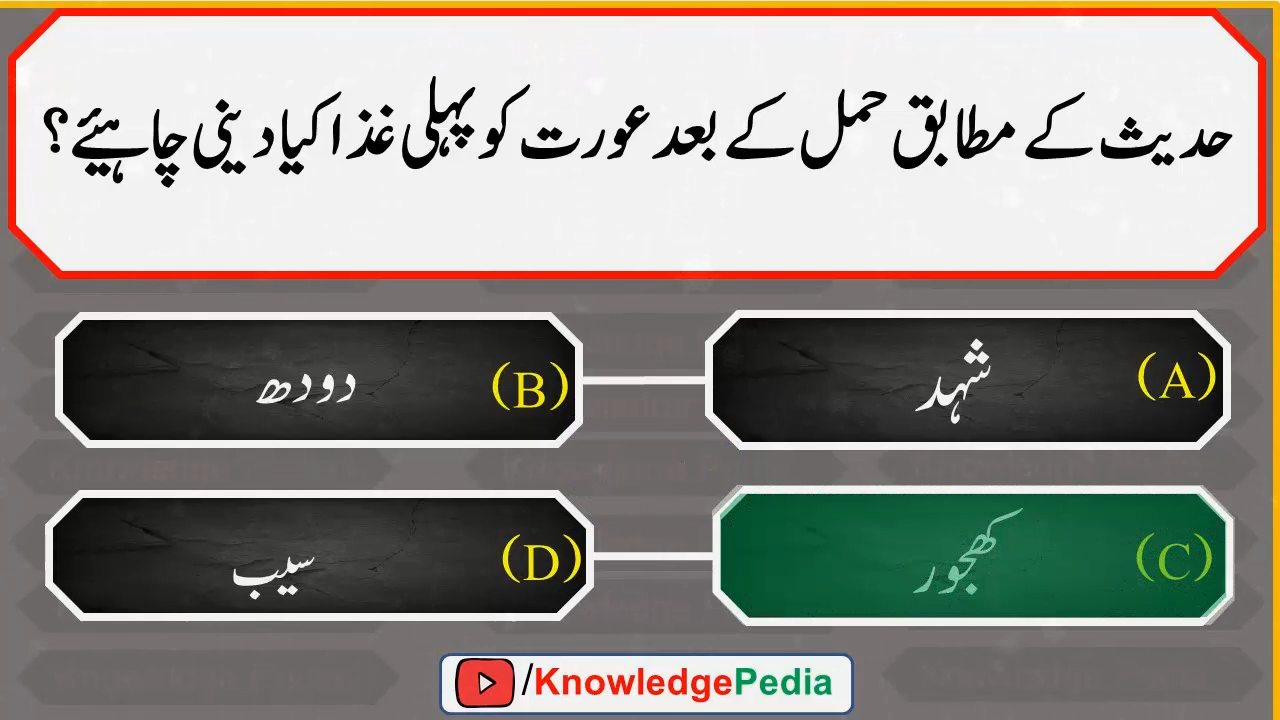 حدیث کے مطابق حمل کے بعد عورت کو پہلی غذا کیا دینی چاہیئے؟
(A) شہد
(B) دودھ
(C) کھجور
(D) سیب
/KnowledgePedia